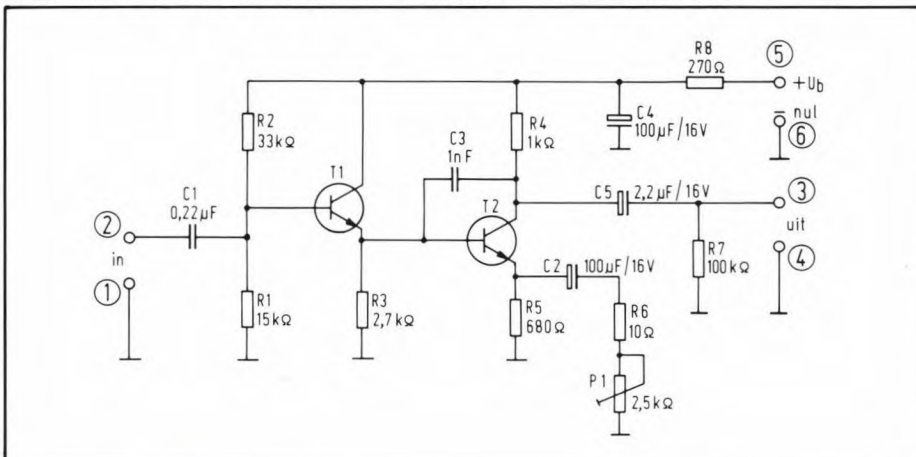 R8
270Ω
⑤
+Ub
– nul
⑥
C4
100µF/16V
R2
33kΩ
R4
1kΩ
C3
1nF
T1
C1
0,22µF
②
in
①
T2
C5 2,2µF/16V
③
uit
④
R7
100kΩ
C2 100µF/16V
R1
15kΩ
R3
2,7kΩ
R5
680Ω
R6
10Ω
P1
2,5kΩ